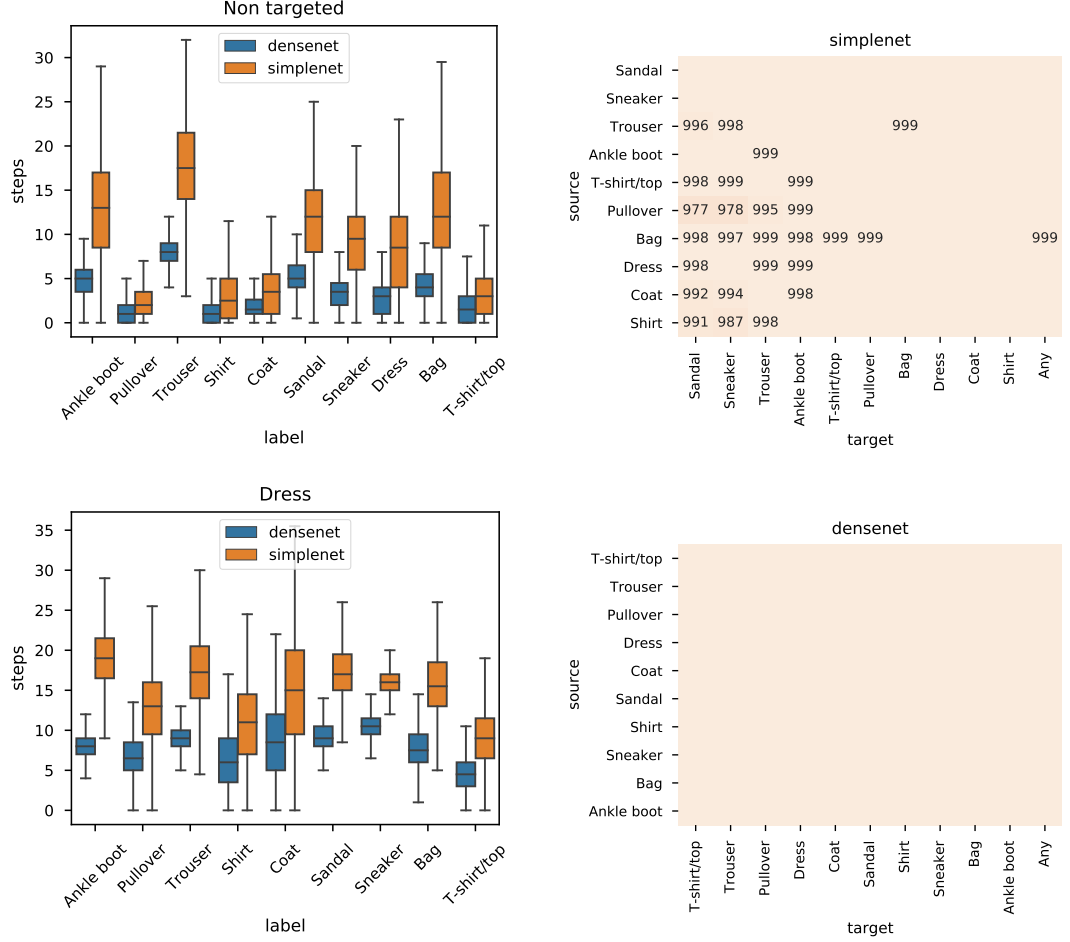 Non targeted
densenet
simplenet
30
25
20
15
10
5
0
steps
Ankle boot
Pullover
Trouser
Shirt
Coat
Sandal
Sneaker
Dress
Bag
T-shirt/top
label
simplenet
source
Sandal
Sneaker
Trouser 996 998 999
Ankle boot 999
T-shirt/top 998 999 999
Pullover 977 978 995 999
Bag 998 997 999 998 999 999 999
Dress 998 999 999
Coat 992 994 998
Shirt 991 987 998
Sandal
Sneaker
Trouser
Ankle boot
T-shirt/top
Pullover
Bag
Dress
Coat
Shirt
Any
target
Dress
densenet
simplenet
35
30
25
20
15
10
5
0
steps
Ankle boot
Pullover
Trouser
Shirt
Coat
Sandal
Sneaker
Bag
T-shirt/top
label
densenet
source
T-shirt/top
Trouser
Pullover
Dress
Coat
Sandal
Shirt
Sneaker
Bag
Ankle boot
T-shirt/top
Trouser
Pullover
Dress
Coat
Sandal
Shirt
Sneaker
Bag
Ankle boot
Any
target